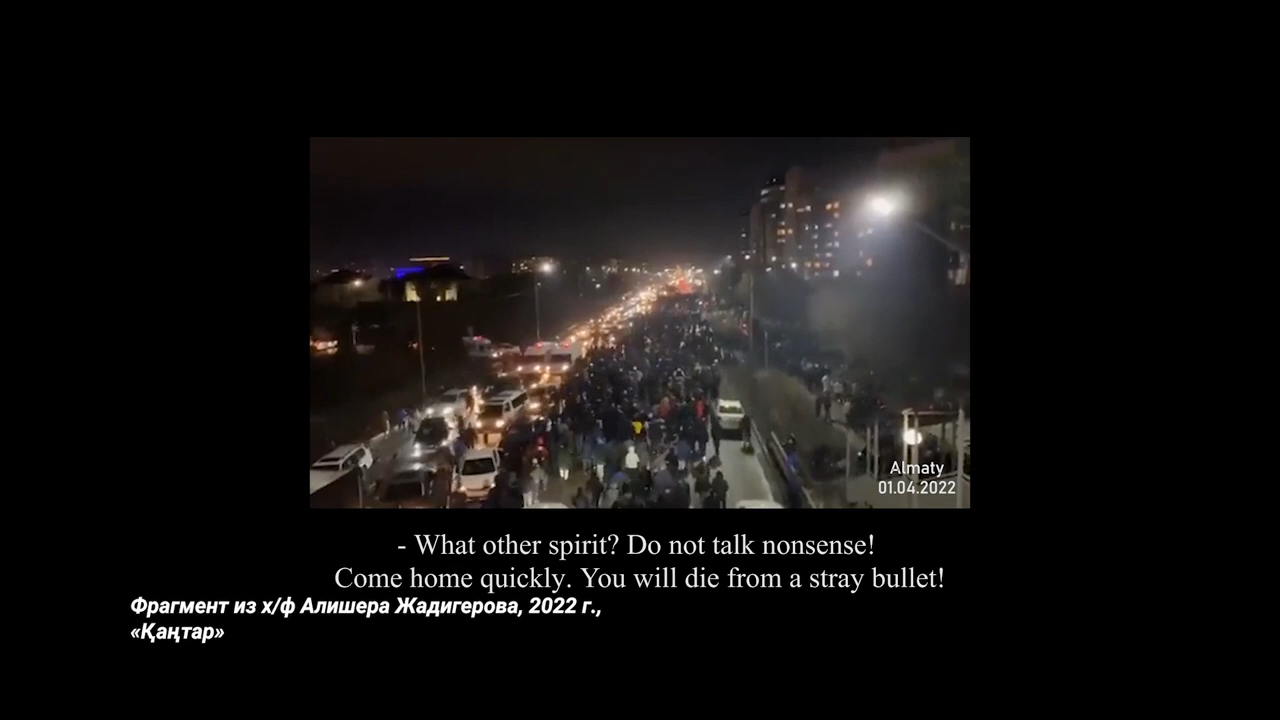 Almaty
01.04.2022
- What other spirit? Do not talk nonsense!
Come home quickly. You will die from a stray bullet!
Фрагмент из х/ф Алишера Жадигерова, 2022 г.,
«Қаңтар»